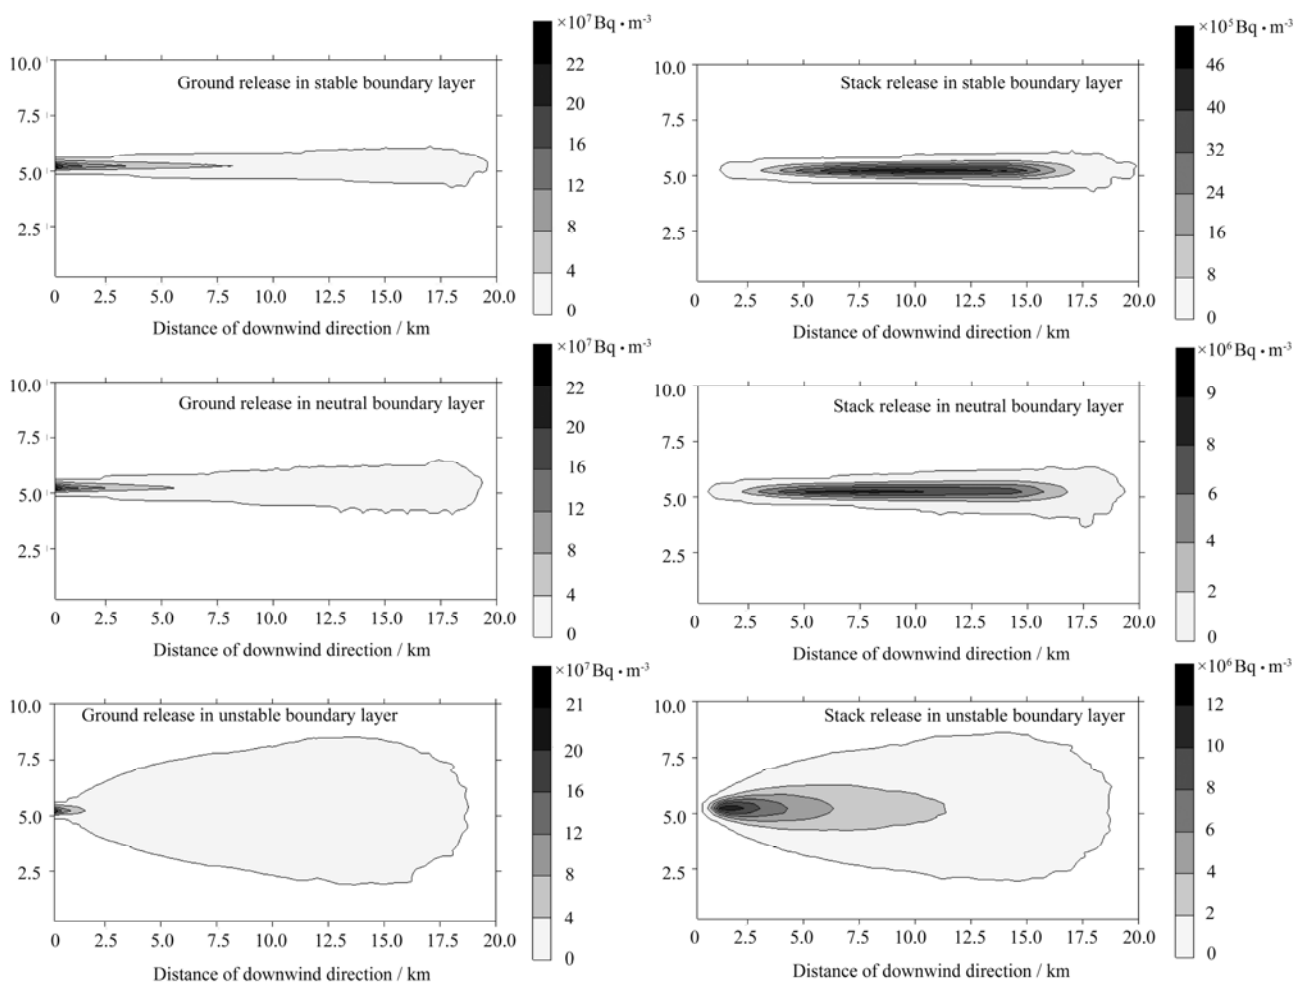 ×10⁷Bq·m⁻³
10.0
Ground release in stable boundary layer
22
7.5
20
16
5.0
12
8
2.5
4
0
0 2.5 5.0 7.5 10.0 12.5 15.0 17.5 20.0
Distance of downwind direction / km
×10⁵Bq·m⁻³
10.0
Stack release in stable boundary layer
46
7.5
40
32
5.0
24
16
2.5
8
0
0 2.5 5.0 7.5 10.0 12.5 15.0 17.5 20.0
Distance of downwind direction / km
×10⁷Bq·m⁻³
10.0
Ground release in neutral boundary layer
22
7.5
20
16
5.0
12
8
2.5
4
0
0 2.5 5.0 7.5 10.0 12.5 15.0 17.5 20.0
Distance of downwind direction / km
×10⁶Bq·m⁻³
10.0
Stack release in neutral boundary layer
9
7.5
8
6
5.0
4
2.5
2
0
0 2.5 5.0 7.5 10.0 12.5 15.0 17.5 20.0
Distance of downwind direction / km
×10⁷Bq·m⁻³
10.0
Ground release in unstable boundary layer
21
7.5
20
16
5.0
12
2.5
8
4
0
0 2.5 5.0 7.5 10.0 12.5 15.0 17.5 20.0
Distance of downwind direction / km
×10⁶Bq·m⁻³
10.0
Stack release in unstable boundary layer
12
10
7.5
8
5.0
6
4
2.5
2
0
0 2.5 5.0 7.5 10.0 12.5 15.0 17.5 20.0
Distance of downwind direction / km